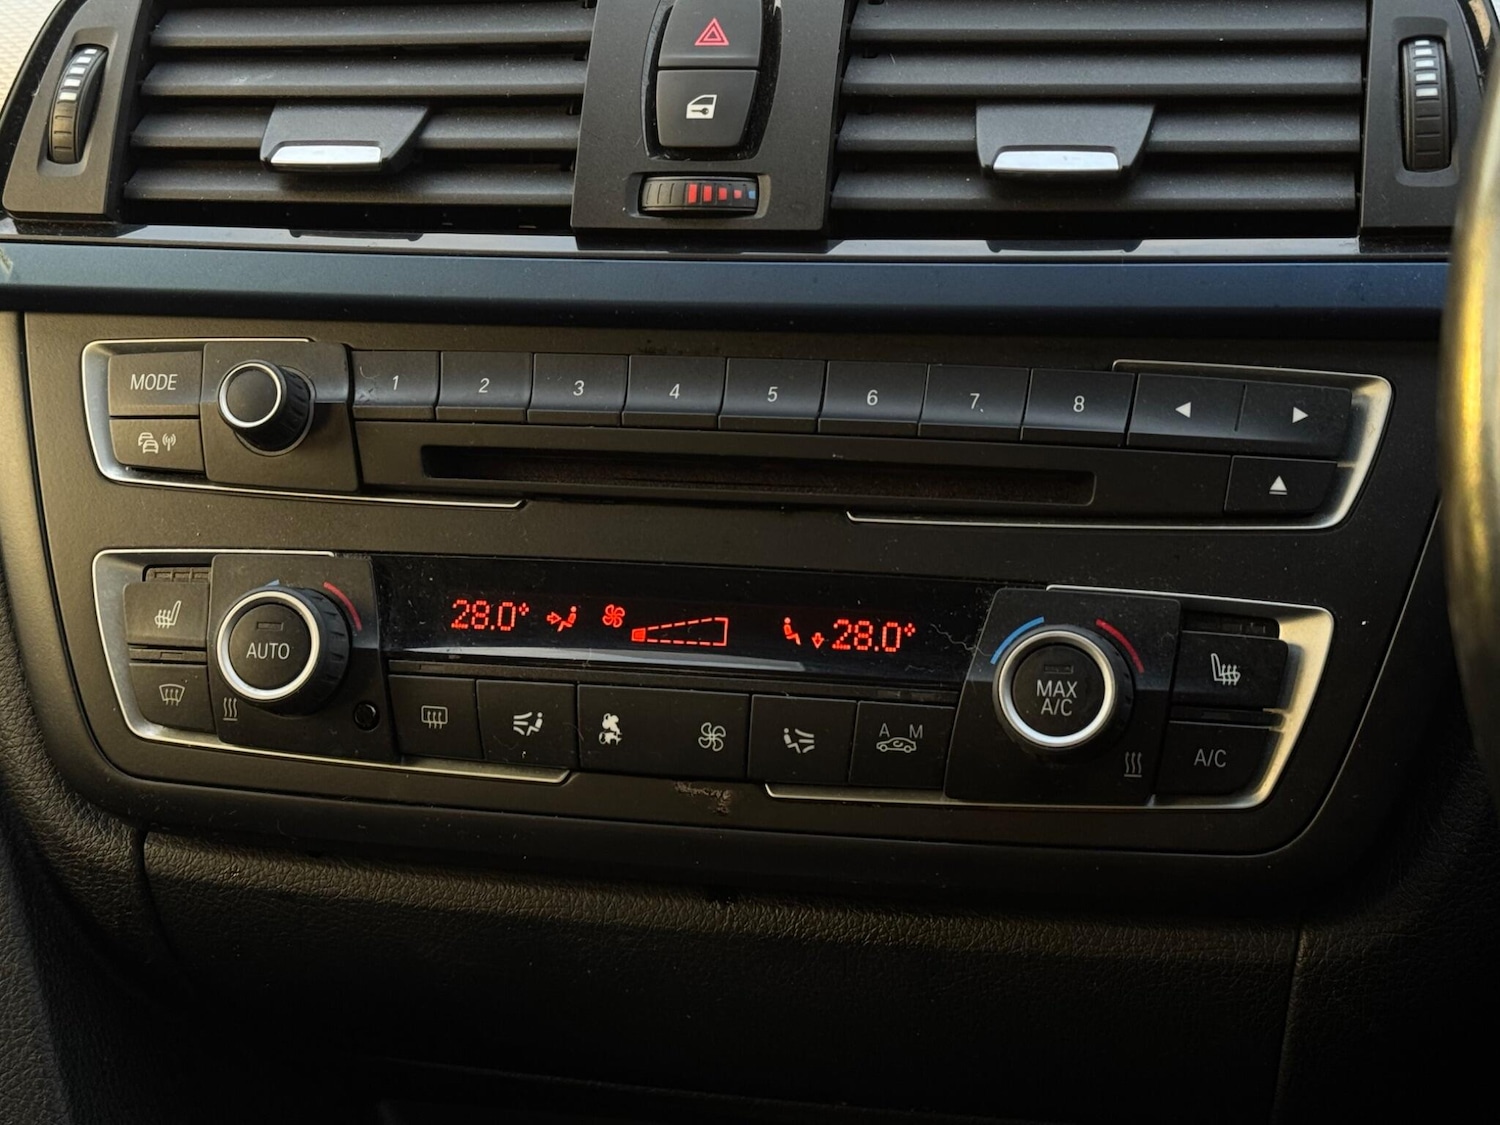 MODE
1 2 3 4 5 6 7 8
28.0° 28.0°
AUTO
MAX
A/C
A M
A/C